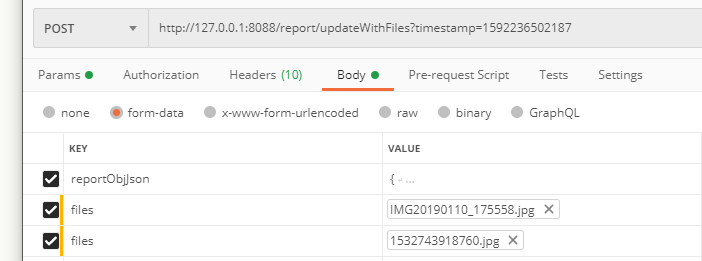 POST http://127.0.0.1:8088/report/updateWithFiles?timestamp=1592236502187
Params Authorization Headers (10) Body Pre-request Script Tests Settings
none form-data x-www-form-urlencoded raw binary GraphQL
KEY VALUE
reportObjJson { - ...
files IMG20190110_175558.jpg
files 1532743918760.jpg